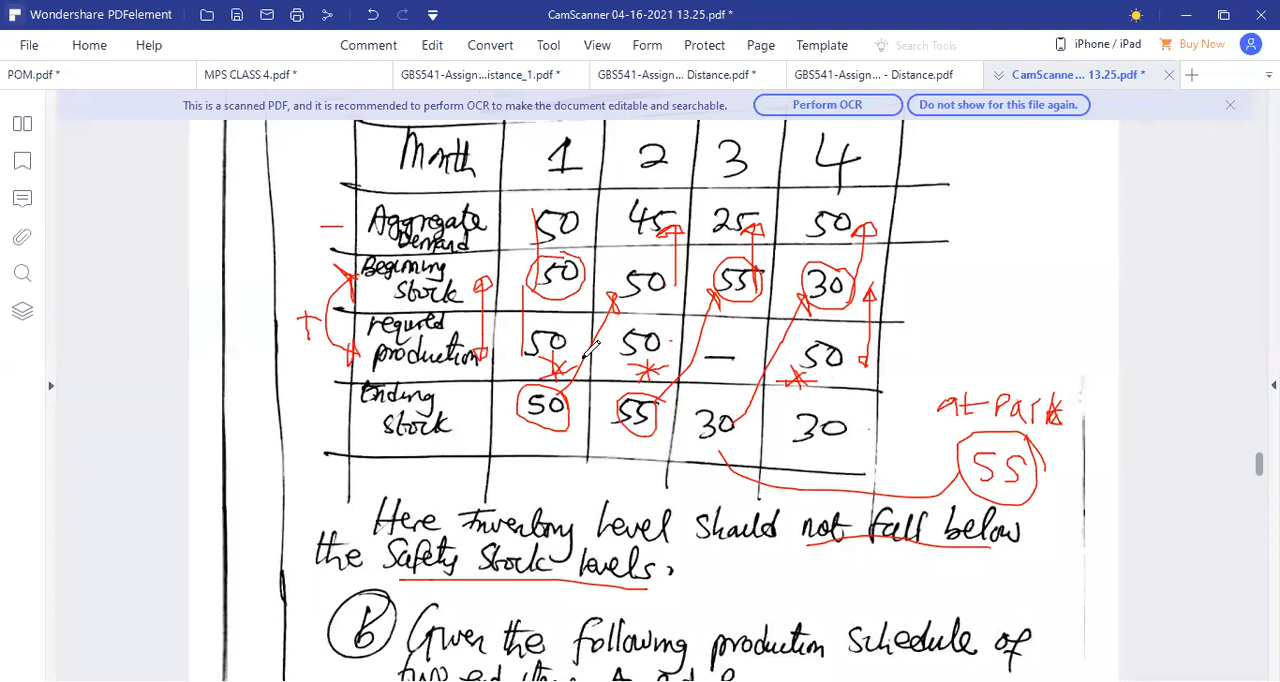 Wondershare PDFelement
CamScanner 04-16-2021 13.25.pdf *
File Home Help Comment Edit Convert Tool View Form Protect Page Template Search Tools iPhone / iPad Buy Now
POM.pdf * MPS CLASS 4.pdf * GBS541-Assign...istance_1.pdf * GBS541-Assign... Distance.pdf * GBS541-Assign... - Distance.pdf CamScanner ... 13.25.pdf *
This is a scanned PDF, and it is recommended to perform OCR to make the document editable and searchable. Perform OCR Do not show for this file again.
Month 1 2 3 4
Aggregate Demand 50 45 25 50
Beginning Stock 50 50 55 30
required production 50 50 — 50
Ending Stock 50 55 30 30
55
Here Inventory Level should not fall below
the Safety Stock levels.
b Given the following production schedule of